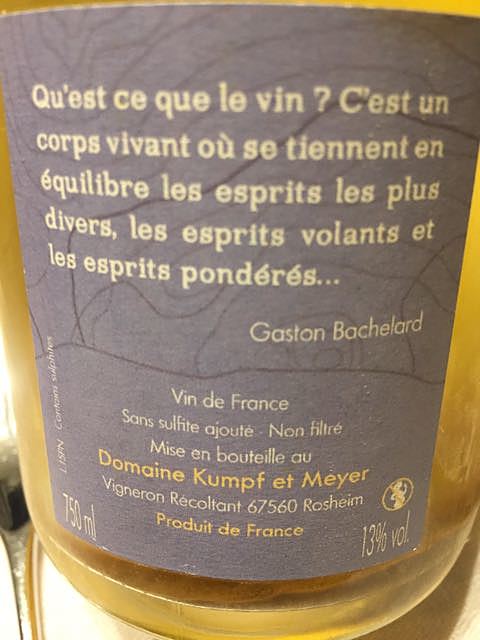 Qu'est ce que le vin ? C'est un
corps vivant où se tiennent en
équilibre les esprits les plus
divers, les esprits volants et
les esprits pondérés...
Gaston Bachelard
Vin de France
Sans sulfite ajouté - Non filtré
Mise en bouteille au
Domaine Kumpf et Meyer
Vigneron Récoltant 67560 Rosheim
Produit de France
750 ml
13% vol.
Contains sulphites